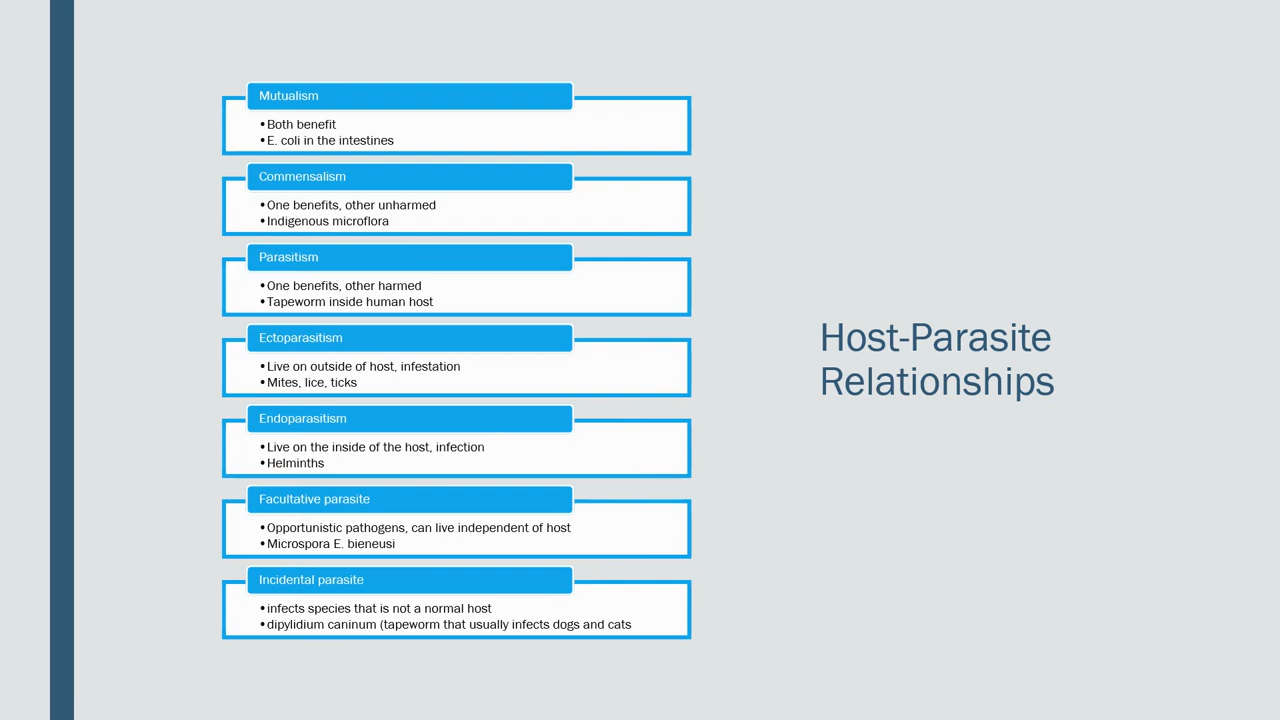 Mutualism
•Both benefit
•E. coli in the intestines
Commensalism
•One benefits, other unharmed
•Indigenous microflora
Parasitism
•One benefits, other harmed
•Tapeworm inside human host
Ectoparasitism
•Live on outside of host, infestation
•Mites, lice, ticks
Endoparasitism
•Live on the inside of the host, infection
•Helminths
Facultative parasite
•Opportunistic pathogens, can live independent of host
•Microspora E. bieneusi
Incidental parasite
•infects species that is not a normal host
•dipylidium caninum (tapeworm that usually infects dogs and cats
Host-Parasite
Relationships